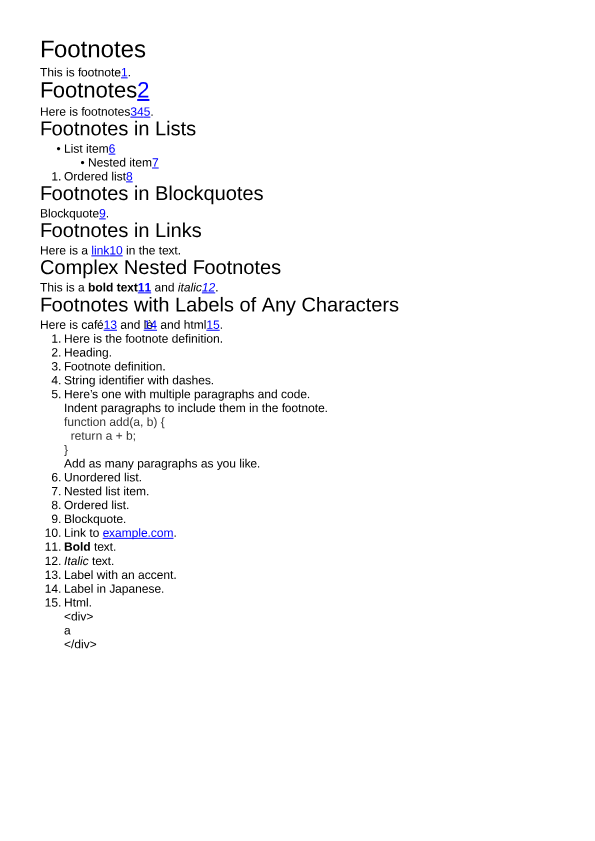 Footnotes
This is footnote1.
Footnotes2
Here is footnotes345.
Footnotes in Lists
• List item6
• Nested item7
1. Ordered list8
Footnotes in Blockquotes
Blockquote9.
Footnotes in Links
Here is a link10 in the text.
Complex Nested Footnotes
This is a bold text11 and italic12.
Footnotes with Labels of Any Characters
Here is café13 and 14 and html15.
1. Here is the footnote definition.
2. Heading.
3. Footnote definition.
4. String identifier with dashes.
5. Here’s one with multiple paragraphs and code.
Indent paragraphs to include them in the footnote.
function add(a, b) {
return a + b;
}
Add as many paragraphs as you like.
6. Unordered list.
7. Nested list item.
8. Ordered list.
9. Blockquote.
10. Link to example.com.
11. Bold text.
12. Italic text.
13. Label with an accent.
14. Label in Japanese.
15. Html.
<div>
a
</div>